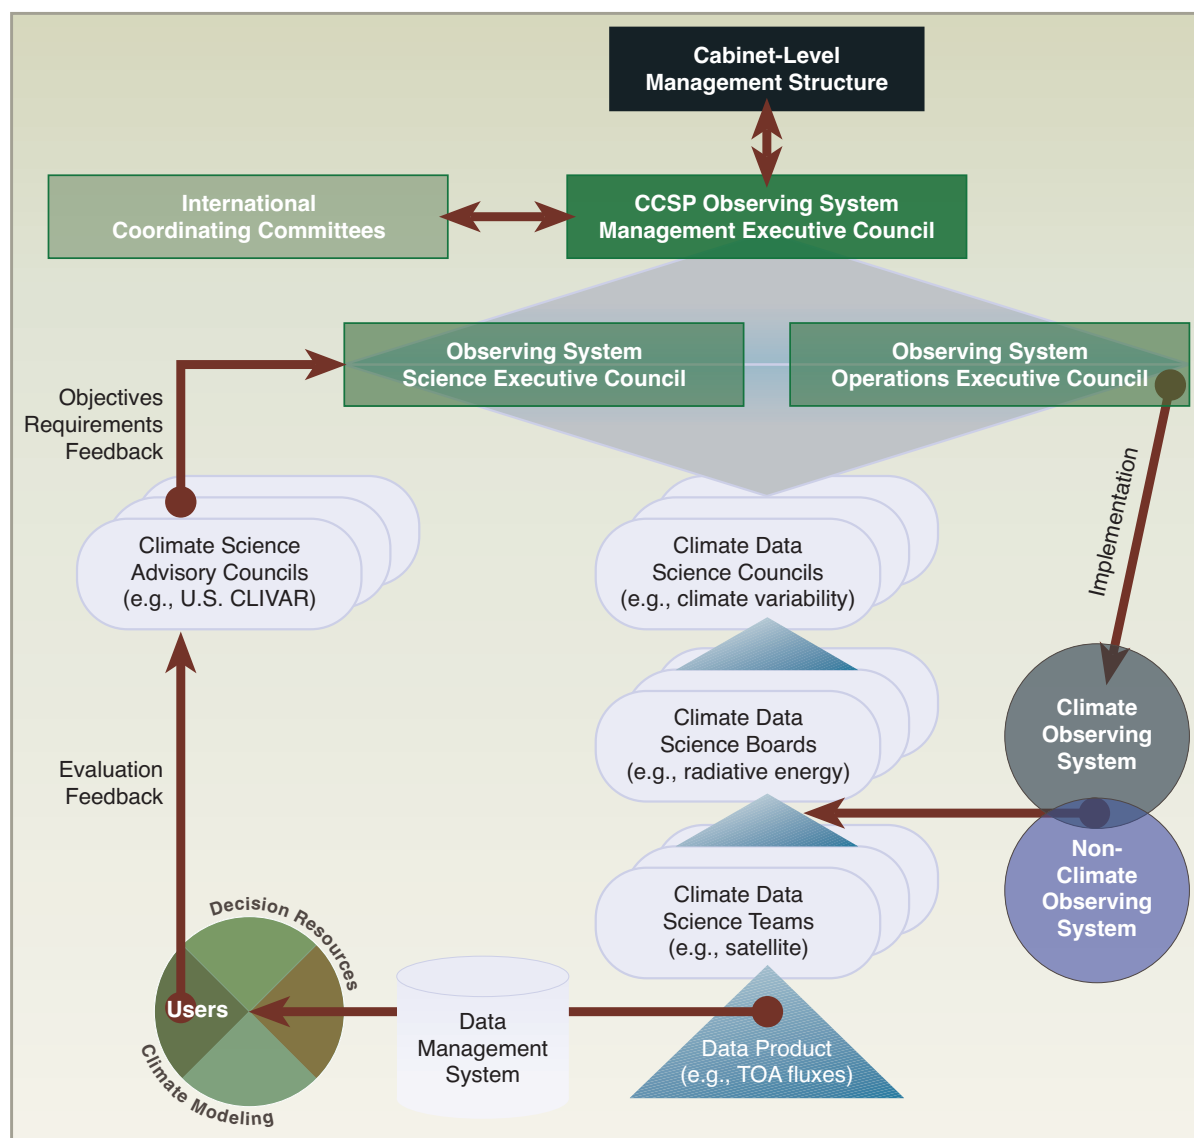 Cabinet-Level
Management Structure
International
Coordinating Committees
CCSP Observing System
Management Executive Council
Observing System
Science Executive Council
Observing System
Operations Executive Council
Objectives
Requirements
Feedback
Implementation
Climate Science
Advisory Councils
(e.g., U.S. CLIVAR)
Climate Data
Science Councils
(e.g., climate variability)
Climate Data
Science Boards
(e.g., radiative energy)
Climate
Observing
System
Evaluation
Feedback
Non-
Climate
Observing
System
Climate Data
Science Teams
(e.g., satellite)
Decision Resources
Users
Climate Modeling
Data
Management
System
Data Product
(e.g., TOA fluxes)